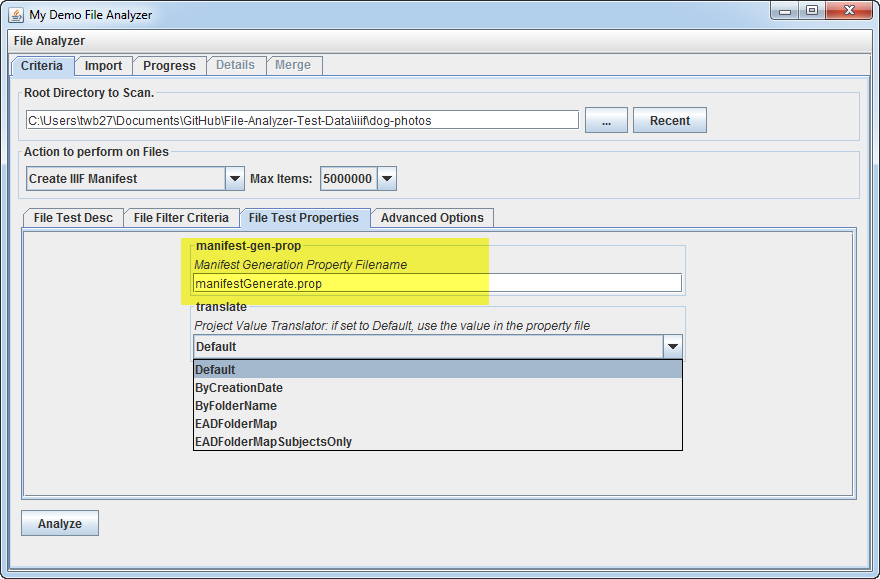 My Demo File Analyzer
File Analyzer
Criteria Import Progress Details Merge
Root Directory to Scan.
C:\Users\twb27\Documents\GitHub\File-Analyzer-Test-Data\iiif\dog-photos ... Recent
Action to perform on Files
Create IIIF Manifest Max Items: 5000000
File Test Desc File Filter Criteria File Test Properties Advanced Options
manifest-gen-prop
Manifest Generation Property Filename
manifestGenerate.prop
translate
Project Value Translator: if set to Default, use the value in the property file
Default
Default
ByCreationDate
ByFolderName
EADFolderMap
EADFolderMapSubjectsOnly
Analyze